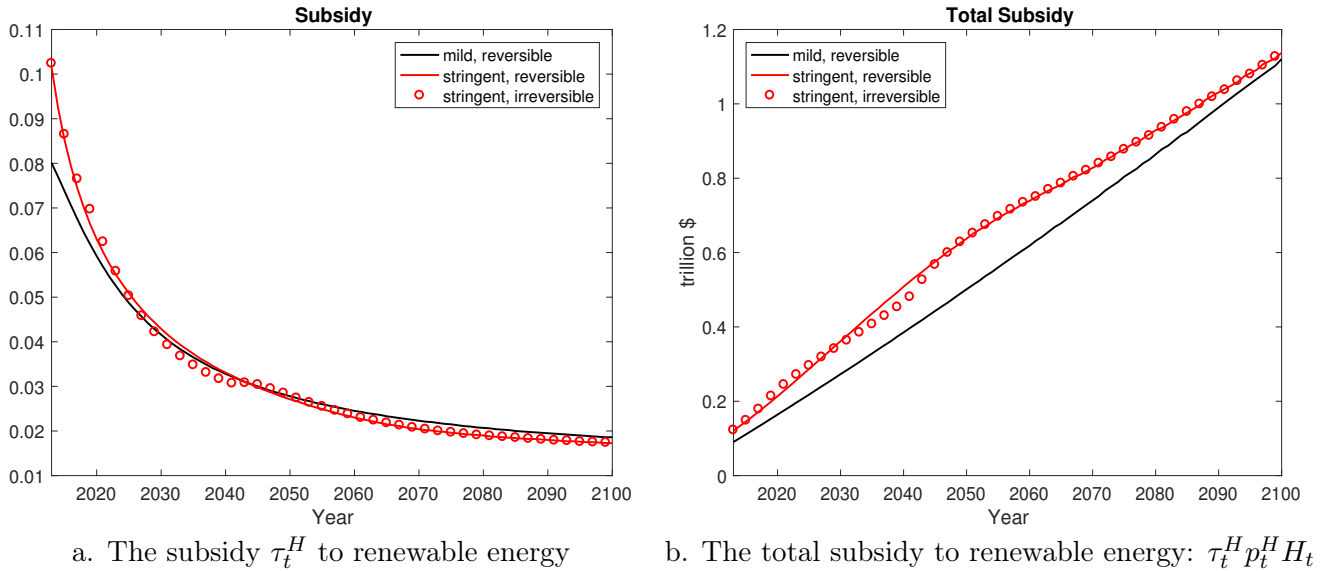 Subsidy
0.11
0.1
0.09
0.08
0.07
0.06
0.05
0.04
0.03
0.02
0.01
mild, reversible
stringent, reversible
stringent, irreversible
2020 2030 2040 2050 2060 2070 2080 2090 2100
Year
a. The subsidy τ_t^H to renewable energy
Total Subsidy
1.2
1
0.8
0.6
0.4
0.2
0
trillion $
mild, reversible
stringent, reversible
stringent, irreversible
2020 2030 2040 2050 2060 2070 2080 2090 2100
Year
b. The total subsidy to renewable energy: τ_t^H p_t^H H_t